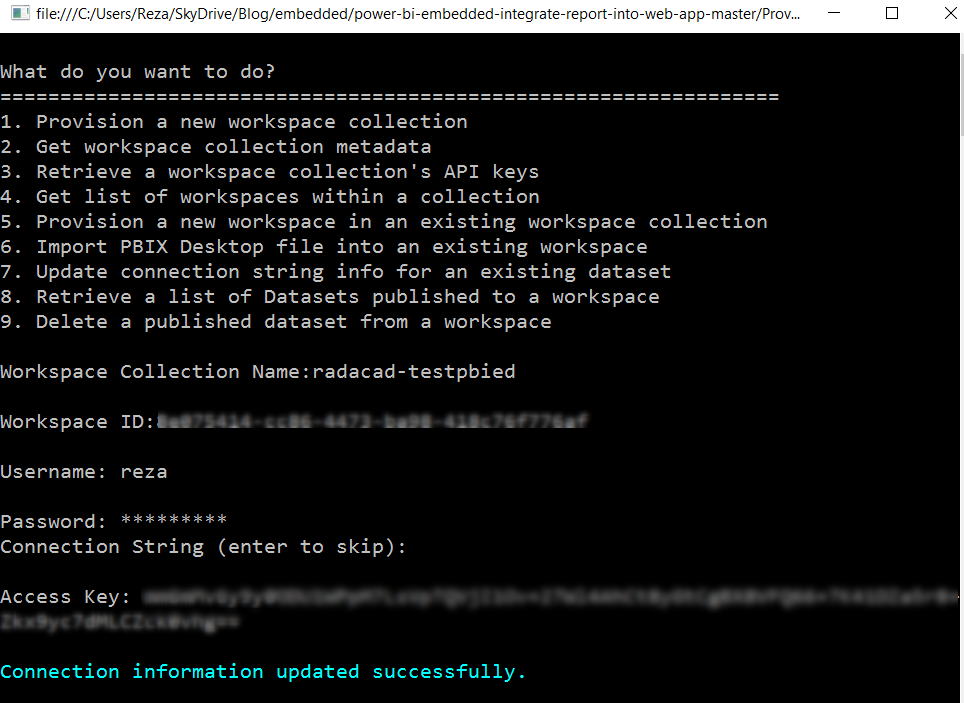 file:///C:/Users/Reza/SkyDrive/Blog/embedded/power-bi-embedded-integrate-report-into-web-app-master/Prov...
What do you want to do?
=================================================================
1. Provision a new workspace collection
2. Get workspace collection metadata
3. Retrieve a workspace collection's API keys
4. Get list of workspaces within a collection
5. Provision a new workspace in an existing workspace collection
6. Import PBIX Desktop file into an existing workspace
7. Update connection string info for an existing dataset
8. Retrieve a list of Datasets published to a workspace
9. Delete a published dataset from a workspace
Workspace Collection Name:radacad-testpbied
Workspace ID:
Username: reza
Password: *********
Connection String (enter to skip):
Access Key:
Connection information updated successfully.